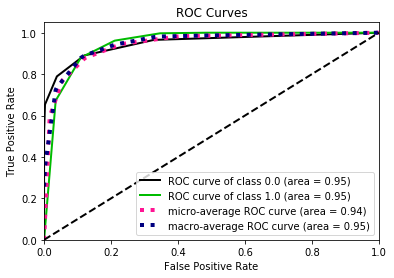 ROC Curves
True Positive Rate
1.0
0.8
0.6
0.4
0.2
0.0
ROC curve of class 0.0 (area = 0.95)
ROC curve of class 1.0 (area = 0.95)
micro-average ROC curve (area = 0.94)
macro-average ROC curve (area = 0.95)
0.0 0.2 0.4 0.6 0.8 1.0
False Positive Rate